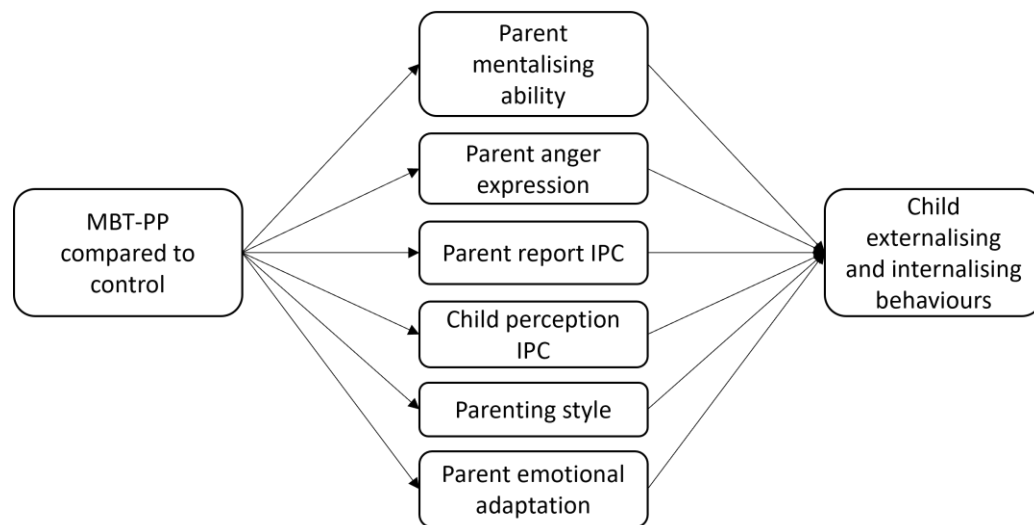 MBT-PP
compared to
control
Parent
mentalising
ability
Parent anger
expression
Parent report IPC
Child perception
IPC
Parenting style
Parent emotional
adaptation
Child
externalising
and internalising
behaviours